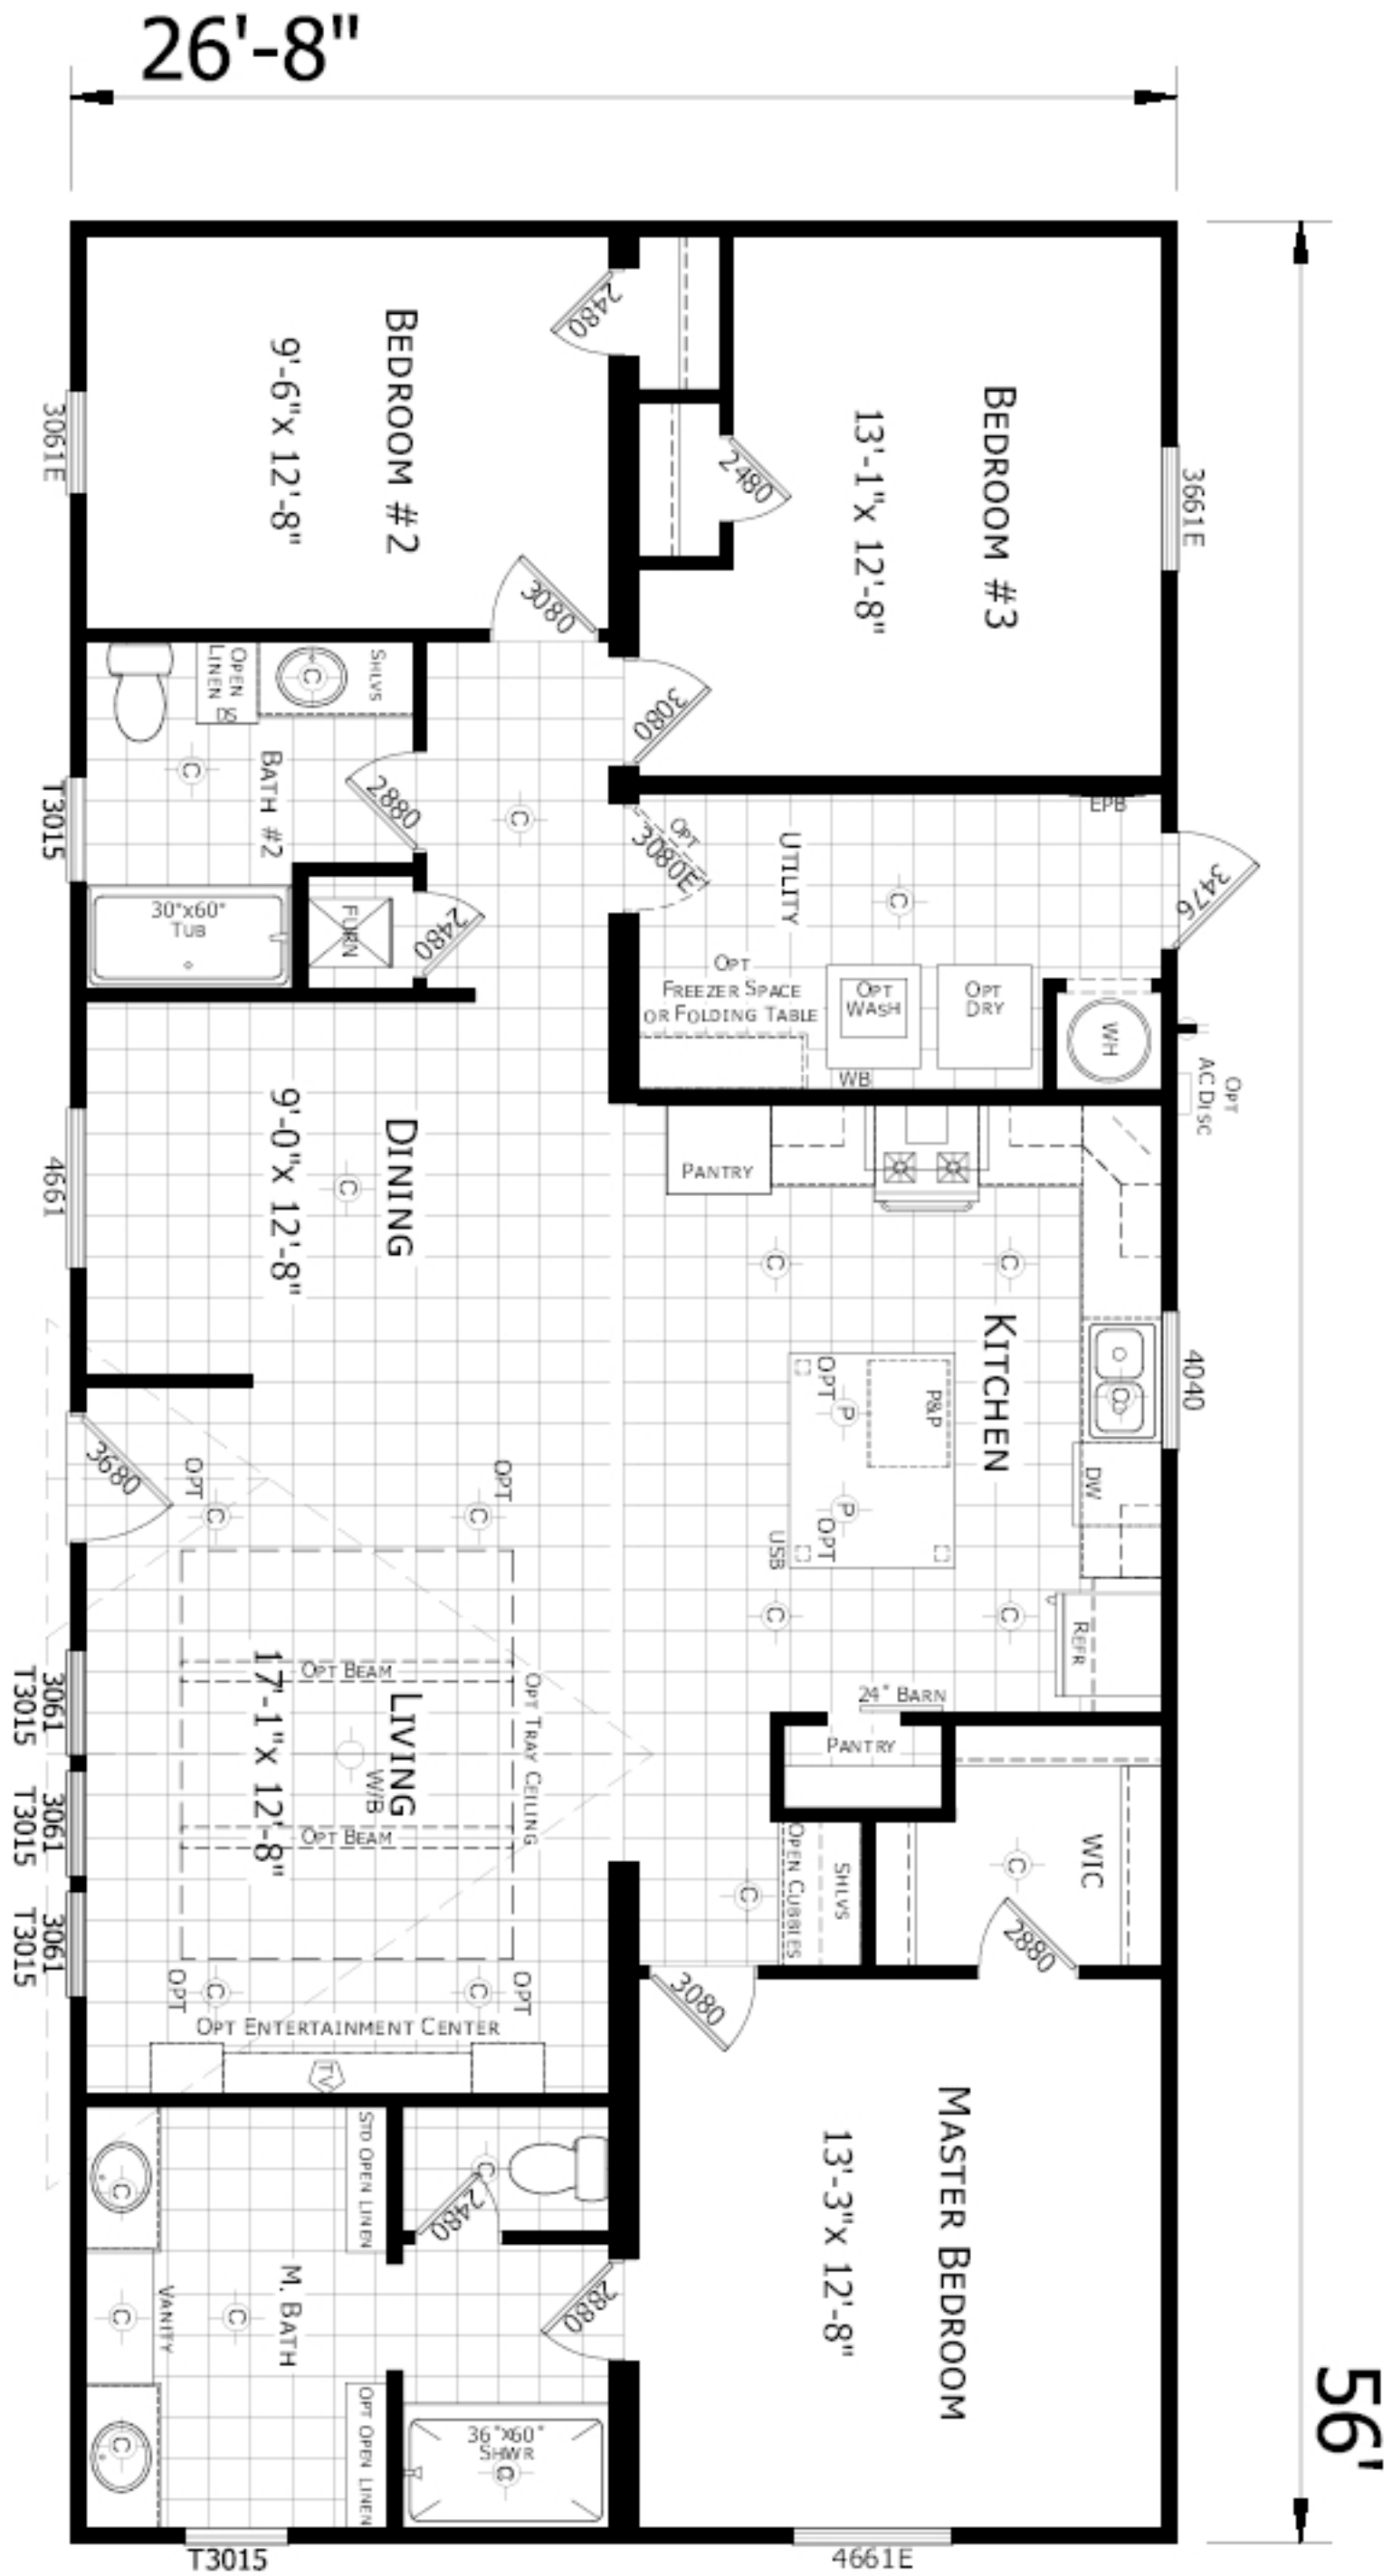 26'-8"
56'
BEDROOM #2
9'-6"x 12'-8"
2480
3080
3061E
BEDROOM #3
13'-1"x 12'-8"
2480
3080
3661E
SHLVS
C
OPEN
LINEN
DS
C
BATH #2
2880
T3015
30"x60"
TUB
FURN
2480
C
OPT
3080E
UTILITY
C
EPB
3476
OPT
FREEZER SPACE
OR FOLDING TABLE
OPT
WASH
OPT
DRY
WB
WH
OPT
AC DISC
DINING
9'-0"x 12'-8"
C
4661
PANTRY
C
C
KITCHEN
4040
C
DW
OPT
P
P&P
P
OPT
USB
C
C
REFR
24" BARN
PANTRY
3680
OPT
C
OPT
C
OPT BEAM
LIVING
17'-1"x 12'-8"
W/B
OPT TRAY CEILING
OPT BEAM
3061
T3015
3061
T3015
3061
T3015
OPT
C
OPT
C
OPT ENTERTAINMENT CENTER
TV
OPEN CUBBIES
SHLVS
C
WIC
C
2880
3080
MASTER BEDROOM
13'-3"x 12'-8"
4661E
STD OPEN LINEN
C
2480
C
M. BATH
C
VANITY
C
2880
C
OPT OPEN LINEN
36"x60"
SHWR
C
T3015